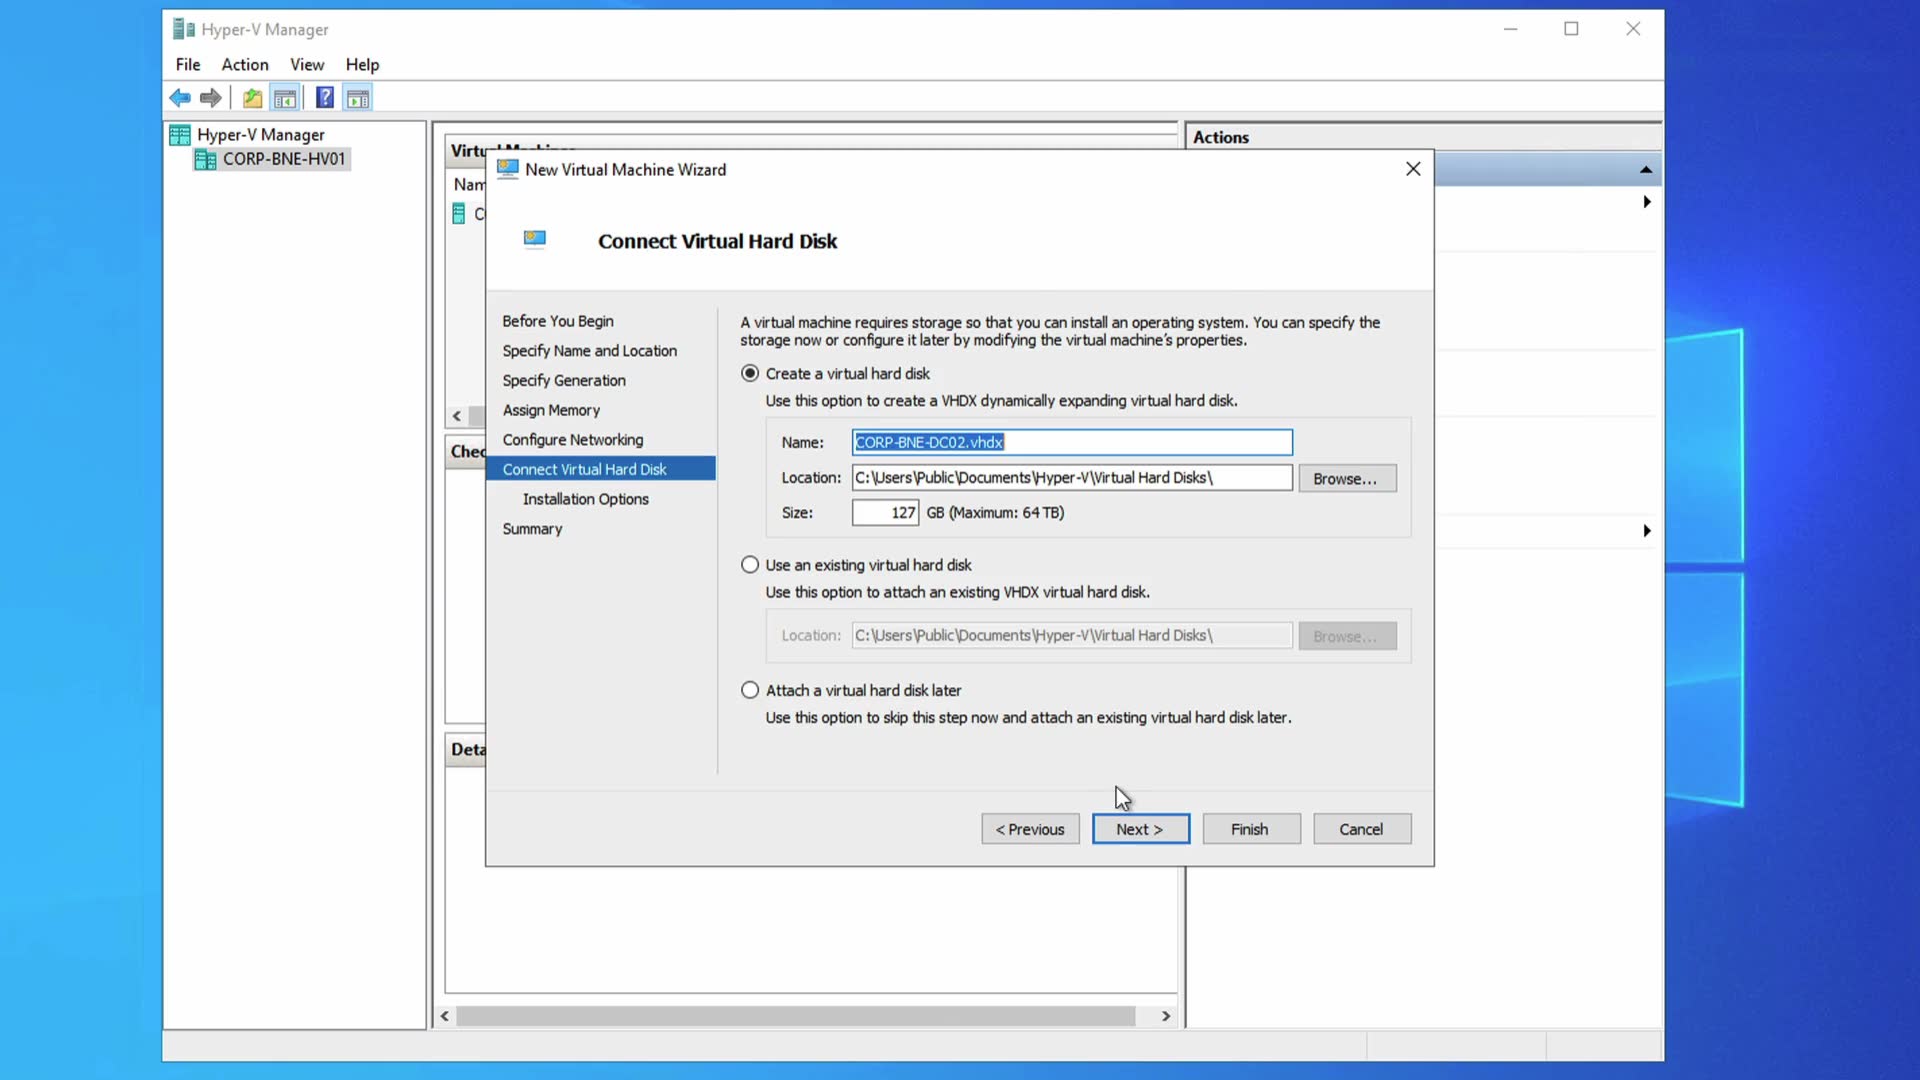 Hyper-V Manager
File Action View Help
Hyper-V Manager
CORP-BNE-HV01
Actions
New Virtual Machine Wizard
Connect Virtual Hard Disk
Before You Begin
Specify Name and Location
Specify Generation
Assign Memory
Configure Networking
Connect Virtual Hard Disk
Installation Options
Summary
A virtual machine requires storage so that you can install an operating system. You can specify the
storage now or configure it later by modifying the virtual machine's properties.
Create a virtual hard disk
Use this option to create a VHDX dynamically expanding virtual hard disk.
Name: CORP-BNE-DC02.vhdx
Location: C:\Users\Public\Documents\Hyper-V\Virtual Hard Disks\ Browse...
Size: 127 GB (Maximum: 64 TB)
Use an existing virtual hard disk
Use this option to attach an existing VHDX virtual hard disk.
Location: C:\Users\Public\Documents\Hyper-V\Virtual Hard Disks\ Browse...
Attach a virtual hard disk later
Use this option to skip this step now and attach an existing virtual hard disk later.
< Previous Next > Finish Cancel